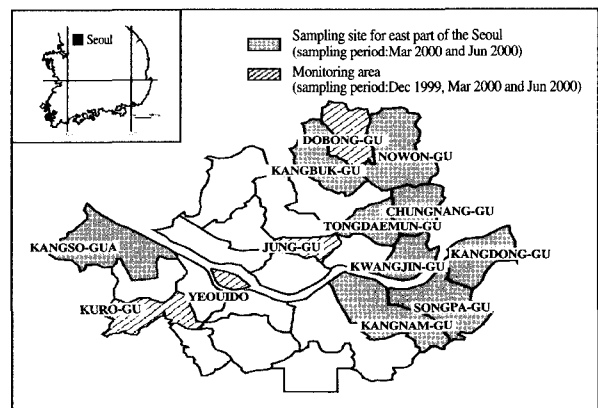 Seoul
Sampling site for east part of the Seoul
(sampling period:Mar 2000 and Jun 2000)
Monitoring area
(sampling period:Dec 1999, Mar 2000 and Jun 2000)
DOBONG-GU
NOWON-GU
KANGBUK-GU
CHUNGNANG-GU
TONGDAEMUN-GU
KANGSO-GUA
JUNG-GU
KANGDONG-GU
KWANGJIN-GU
YEOUIDO
SONGPA-GU
KURO-GU
KANGNAM-GU